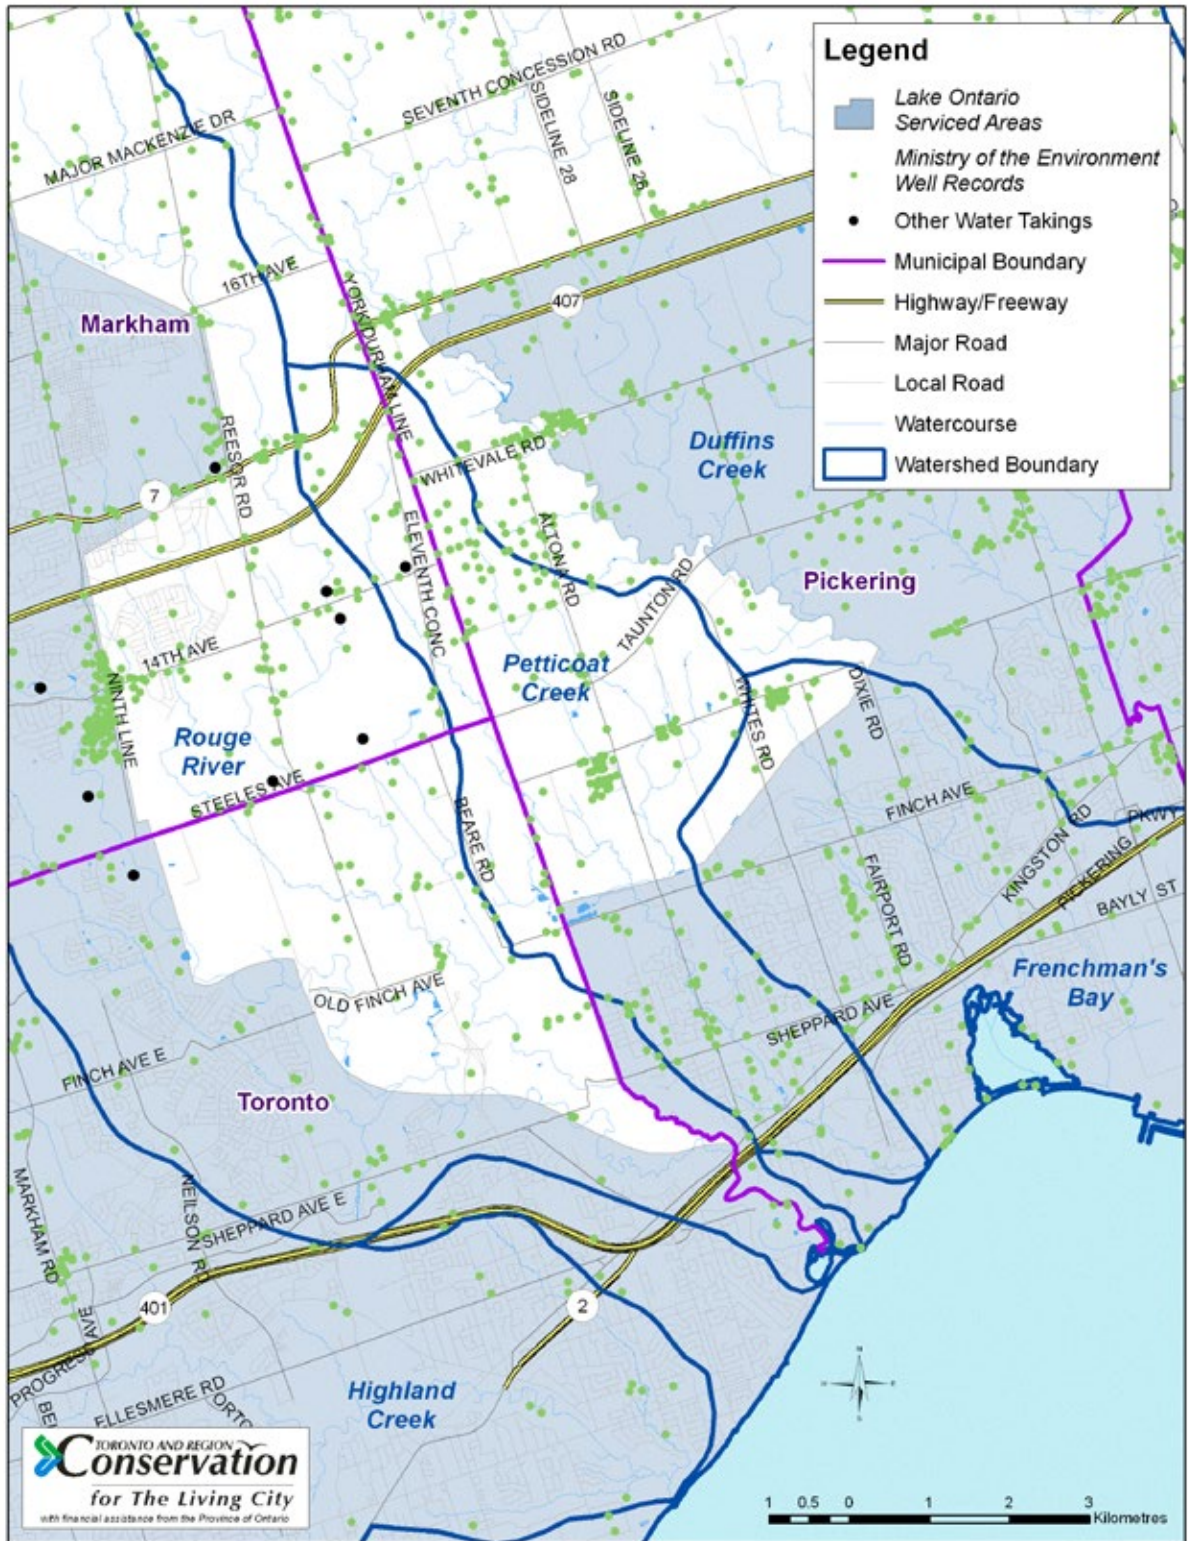 Legend
Lake Ontario
Serviced Areas
Ministry of the Environment
Well Records
Other Water Takings
Municipal Boundary
Highway/Freeway
Major Road
Local Road
Watercourse
Watershed Boundary
SEVENTH CONCESSION RD
SIDELINE 28
SIDELINE 26
MAJOR MACKENZIE DR
16TH AVE
YORK/DURHAM LINE
407
Markham
REESOR RD
WHITEVALE RD
Duffins
Creek
7
ELEVENTH CONC
ALTONA RD
TAUNTON RD
Pickering
14TH AVE
NINTH LINE
Petticoat
Creek
WHITES RD
DIXIE RD
Rouge
River
STEELES AVE
BEARE RD
FINCH AVE
KINGSTON RD
PICKERING
PKWY
BAYLY ST
FAIRPORT RD
Frenchman's
Bay
OLD FINCH AVE
SHEPPARD AVE
FINCH AVE E
Toronto
MARKHAM RD
NEILSON RD
SHEPPARD AVE E
401
2
PROGRESS
AVE
ELLESMERE RD
Highland
Creek
N
E
S
TORONTO AND REGION
Conservation
for The Living City
with financial assistance from the Province of Ontario
1 0.5 0 1 2 3
Kilometres